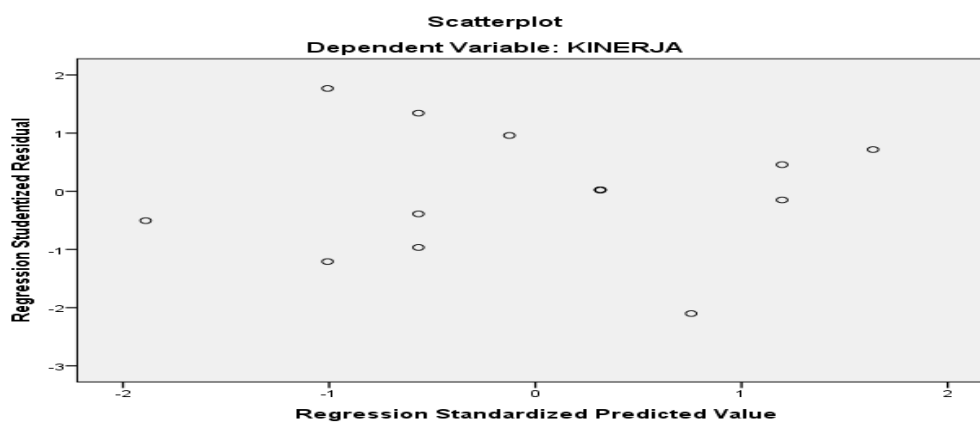 Scatterplot
Dependent Variable: KINERJA
Regression Studentized Residual
2
1
0
-1
-2
-3
-2 -1 0 1 2
Regression Standardized Predicted Value